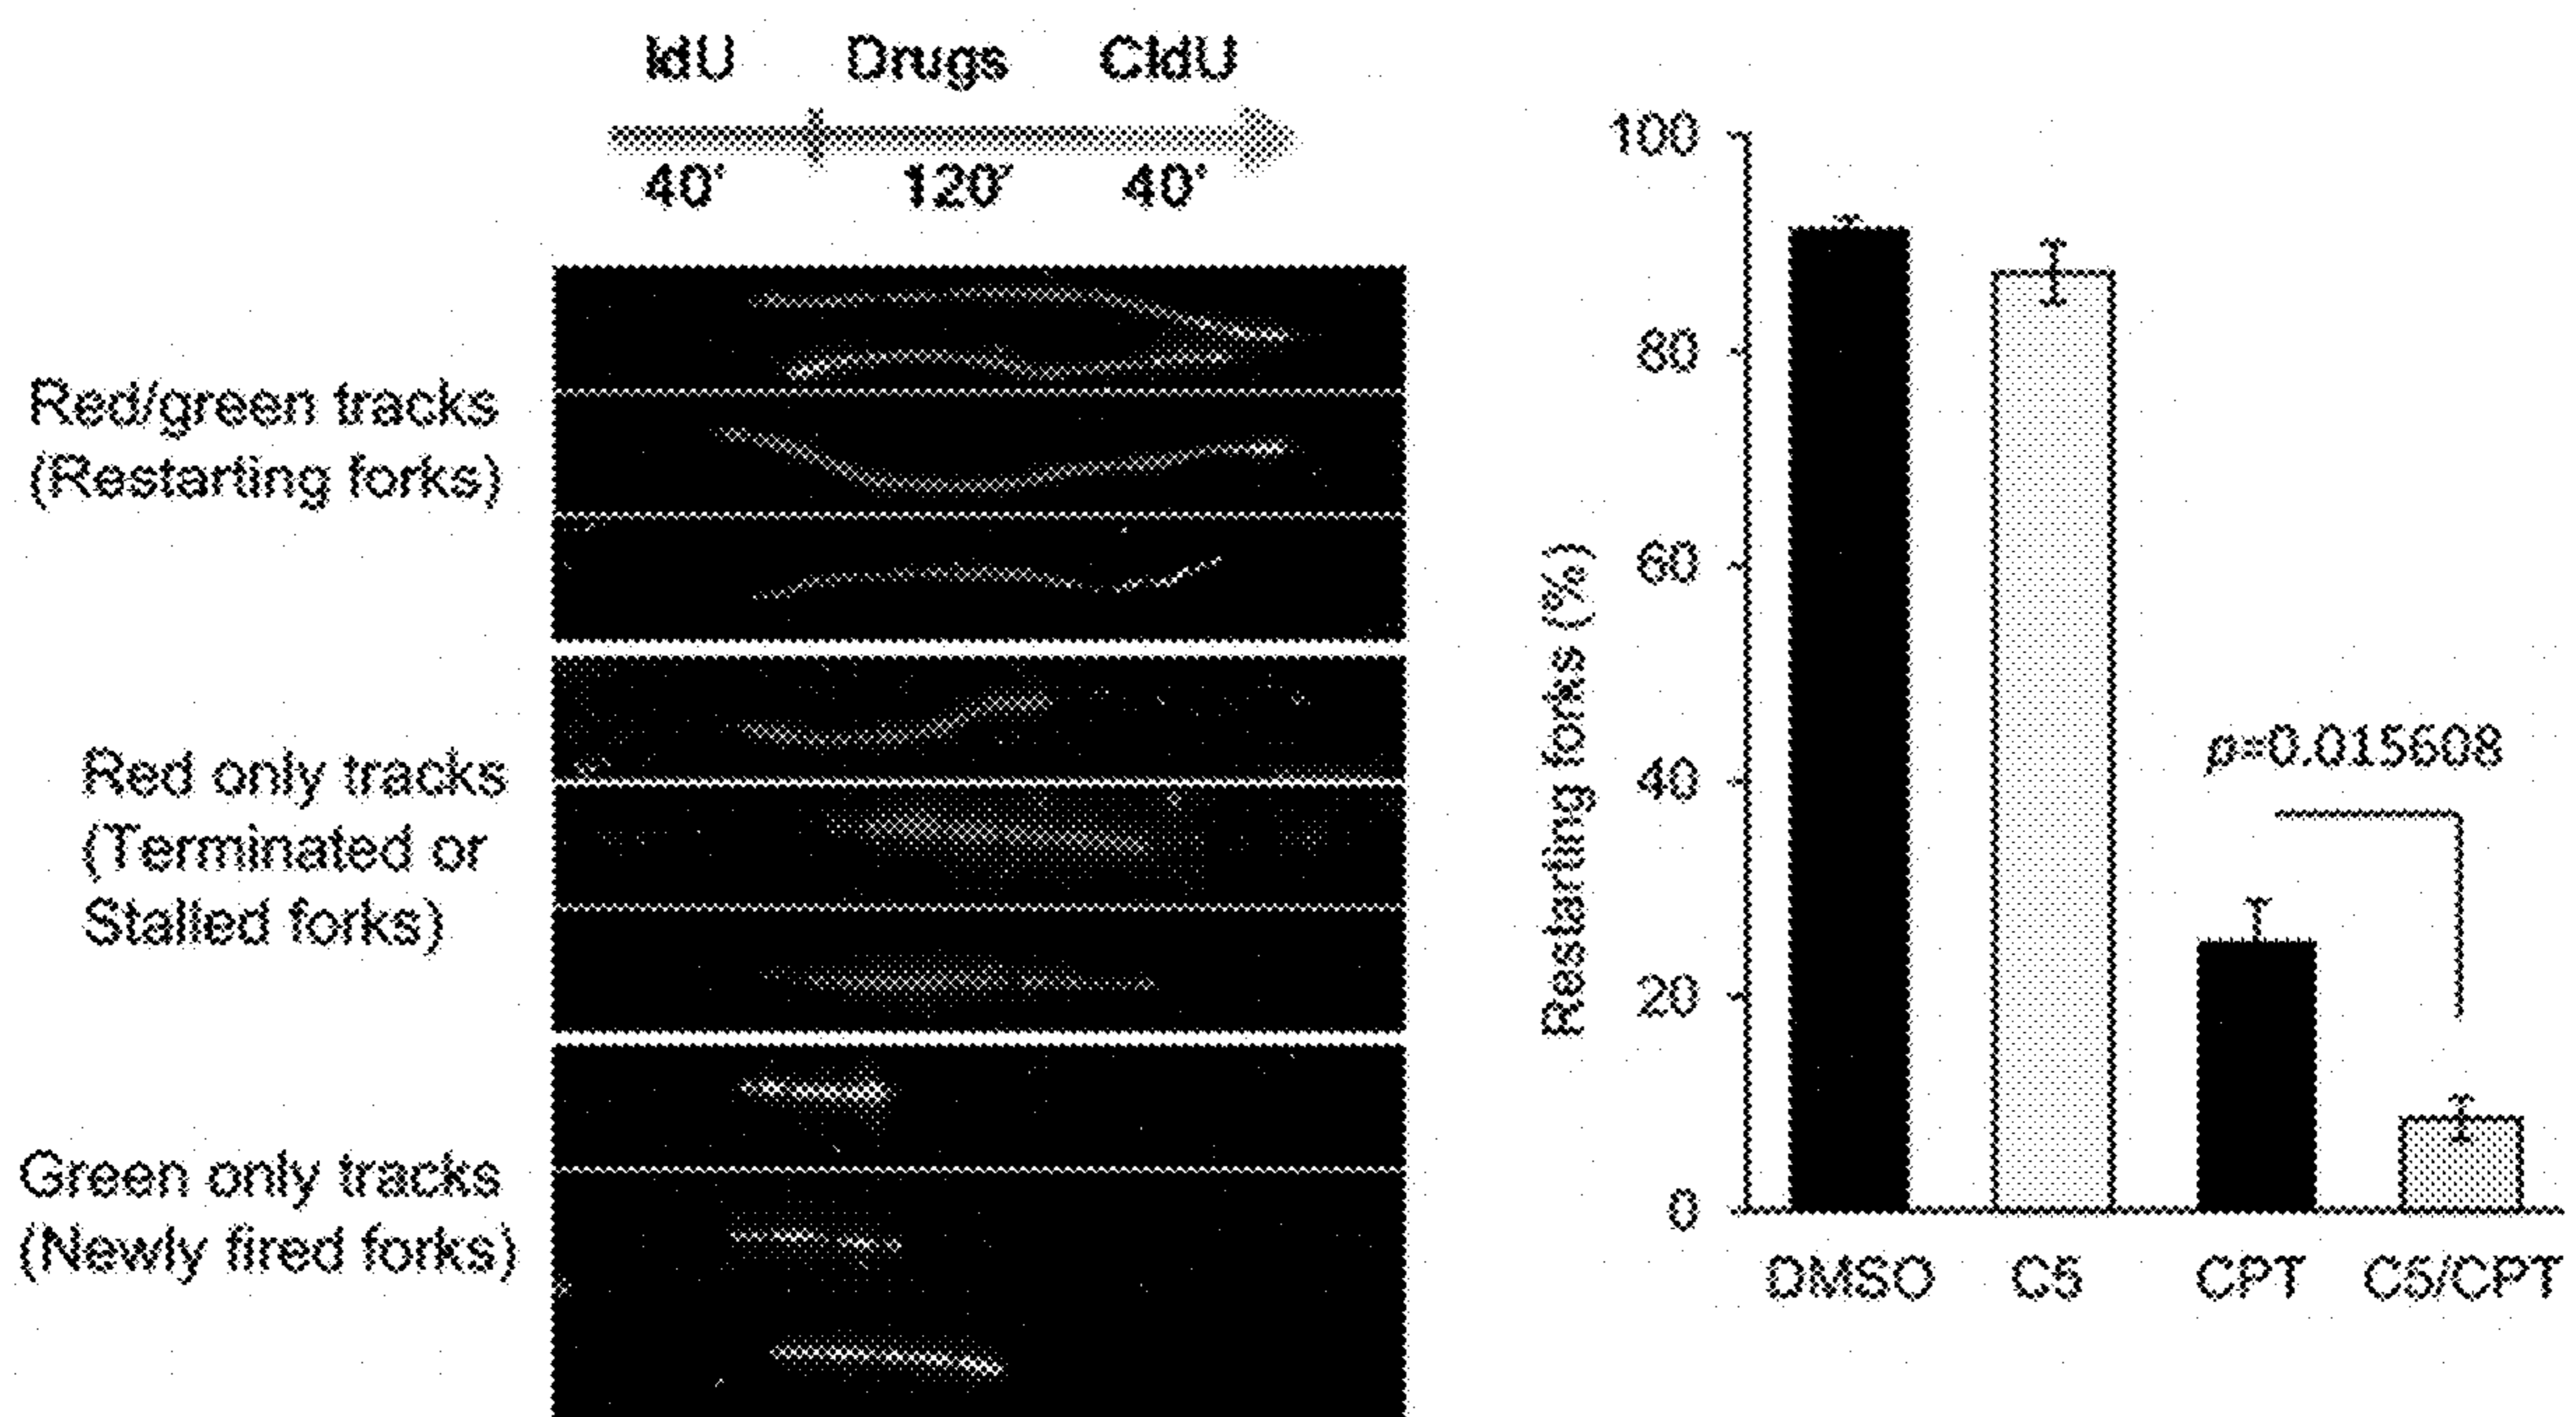 IdU Drugs CldU
40' 120' 40'
Red/green tracks
(Restarting forks)
Red only tracks
(Terminated or
Stalled forks)
Green only tracks
(Newly fired forks)
Restarting forks (%)
100
80
60
40
20
0
p=0.015608
DMSO C5 CPT C5/CPT